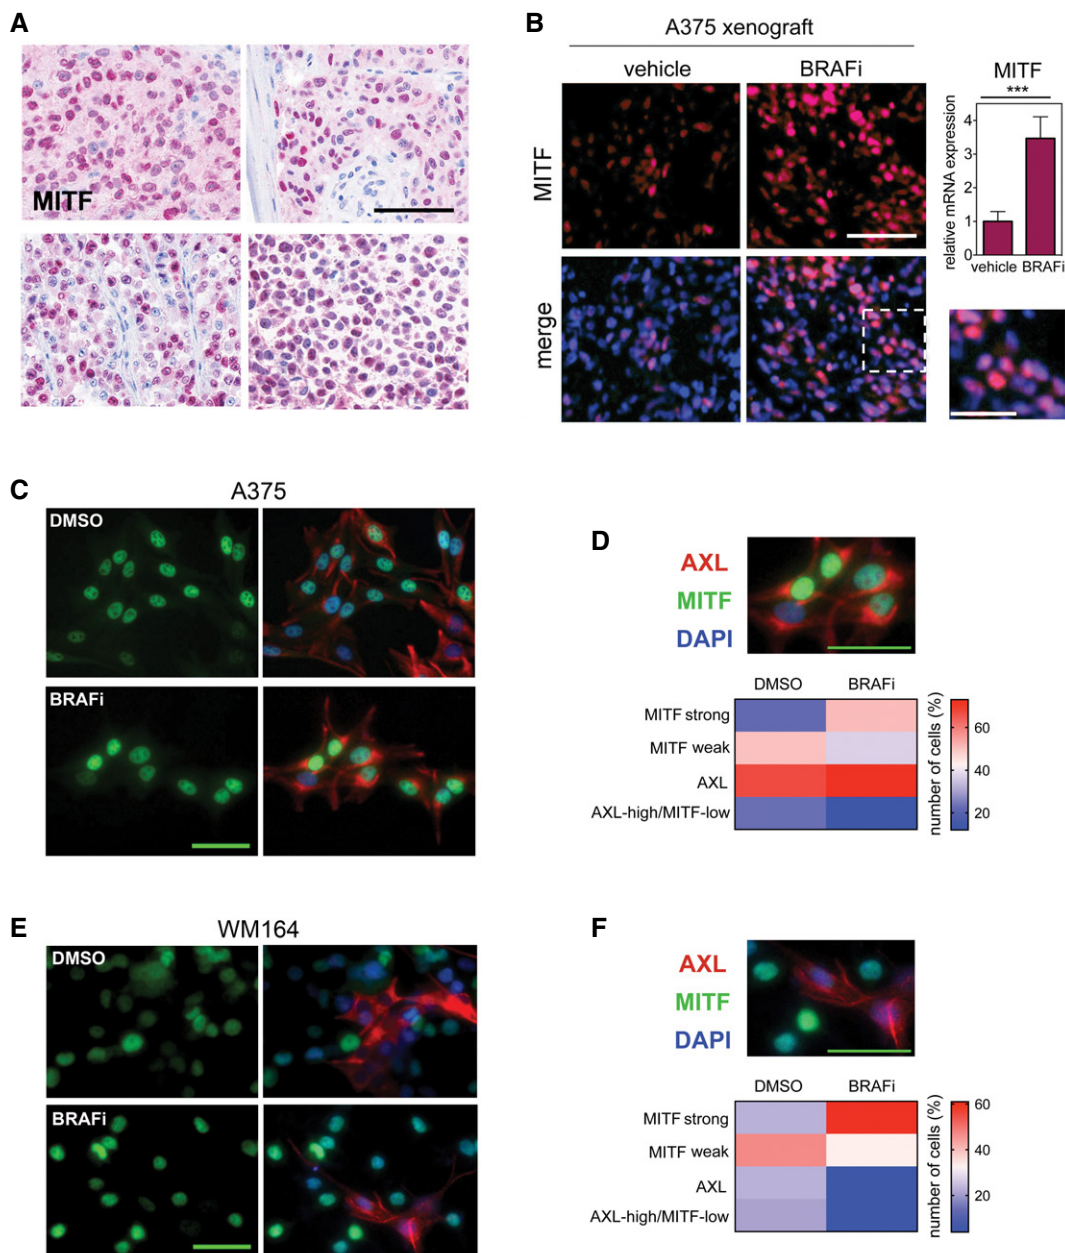 A
MITF
B
A375 xenograft
vehicle
BRAFi
MITF
merge
MITF
***
relative mRNA expression
4
3
2
1
0
vehicle
BRAFi
C
A375
DMSO
BRAFi
D
AXL
MITF
DAPI
DMSO
BRAFi
MITF strong
MITF weak
AXL
AXL-high/MITF-low
60
40
20
number of cells (%)
E
WM164
DMSO
BRAFi
F
AXL
MITF
DAPI
DMSO
BRAFi
MITF strong
MITF weak
AXL
AXL-high/MITF-low
60
40
20
number of cells (%)